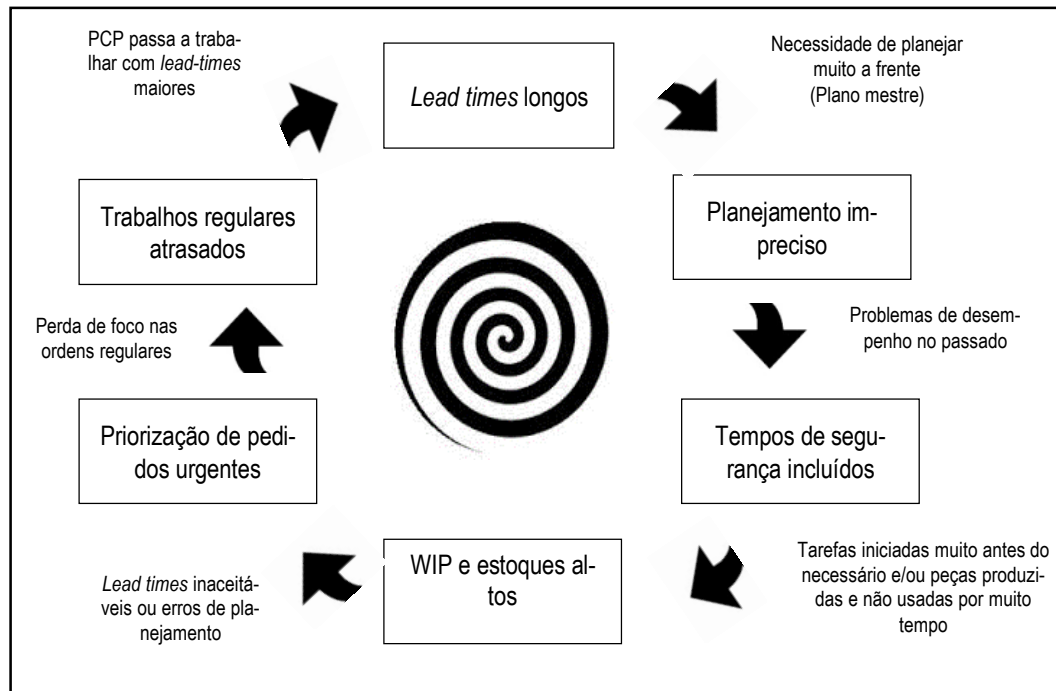 PCP passa a traba-
lhar com lead-times
maiores
Lead times longos
Necessidade de planejar
muito a frente
(Plano mestre)
Trabalhos regulares
atrasados
Planejamento im-
preciso
Perda de foco nas
ordens regulares
Problemas de desem-
penho no passado
Priorização de pedi-
dos urgentes
Tempos de segu-
rança incluídos
Lead times inaceitá-
veis ou erros de pla-
nejamento
WIP e estoques al-
tos
Tarefas iniciadas muito antes do
necessário e/ou peças produzi-
das e não usadas por muito
tempo